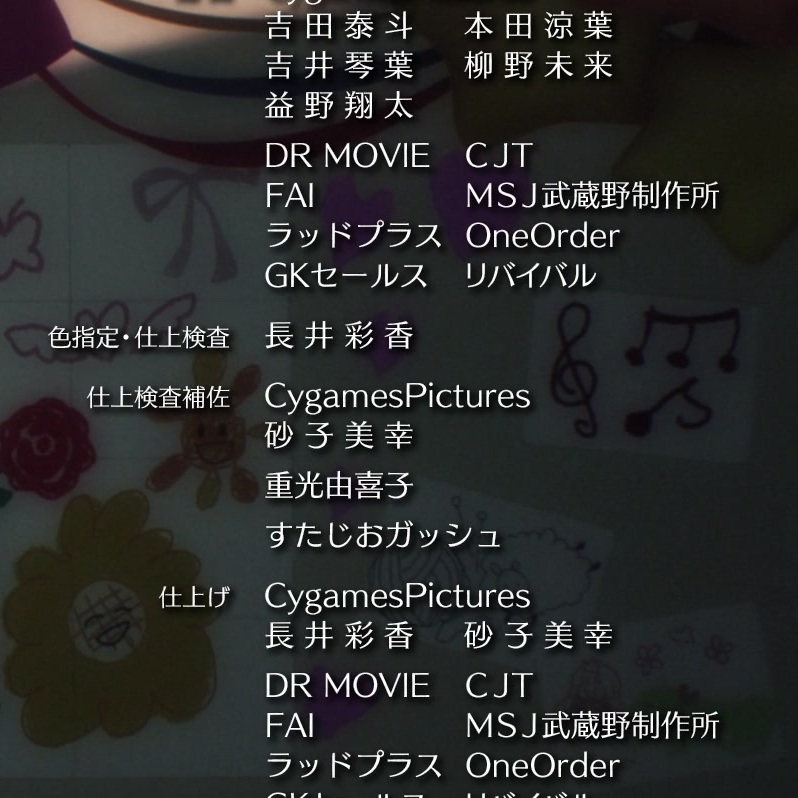 吉田泰斗 本田涼葉
吉井琴葉 柳野未来
益野翔太
DR MOVIE CJT
FAI MSJ武蔵野制作所
ラッドプラス OneOrder
GKセールス リバイバル
色指定・仕上検査 長井彩香
仕上検査補佐 CygamesPictures
砂子美幸
重光由喜子
すたじおガッシュ
仕上げ CygamesPictures
長井彩香 砂子美幸
DR MOVIE CJT
FAI MSJ武蔵野制作所
ラッドプラス OneOrder